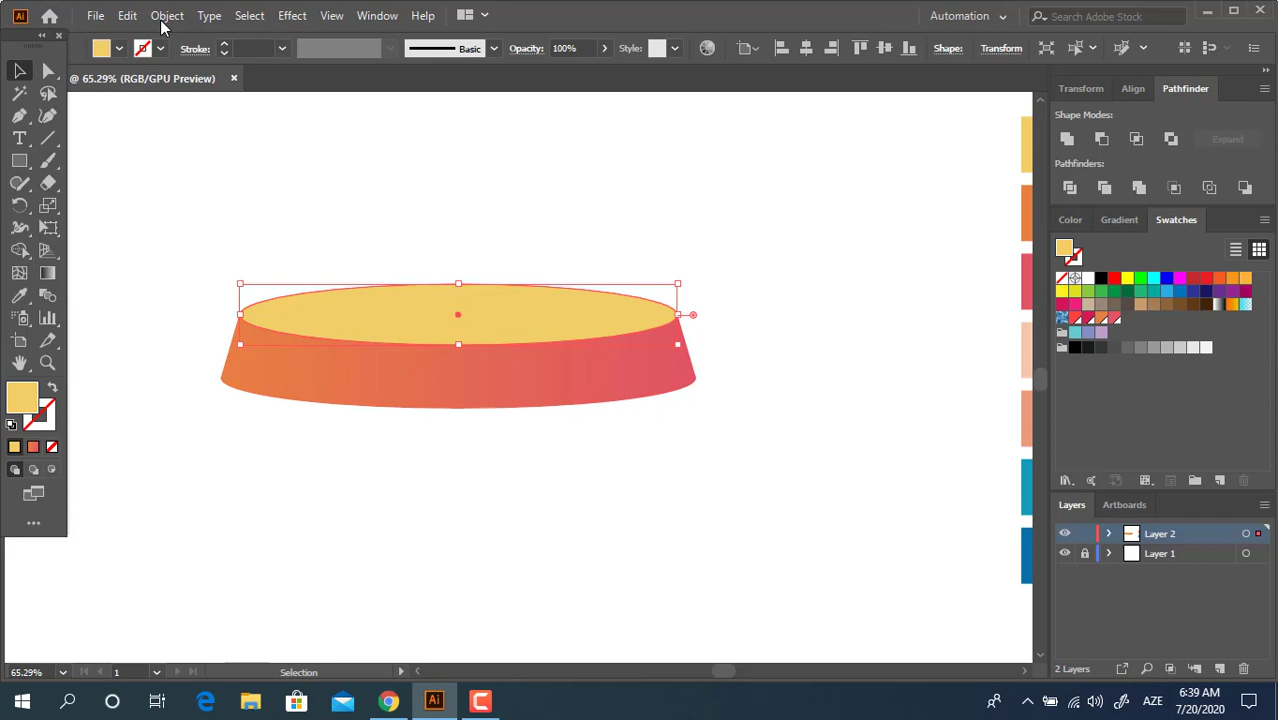 Ai File Edit Object Type Select Effect View Window Help Automation Search Adobe Stock
Stroke: Basic Opacity: 100% Style: Shape: Transform
@ 65.29% (RGB/GPU Preview)
Transform Align Pathfinder
Shape Modes:
Expand
Pathfinders:
Color Gradient Swatches
Layers Artboards
Layer 2
Layer 1
65.29% 1 Selection 2 Layers
Ai AZE 6:39 AM
7/20/2020